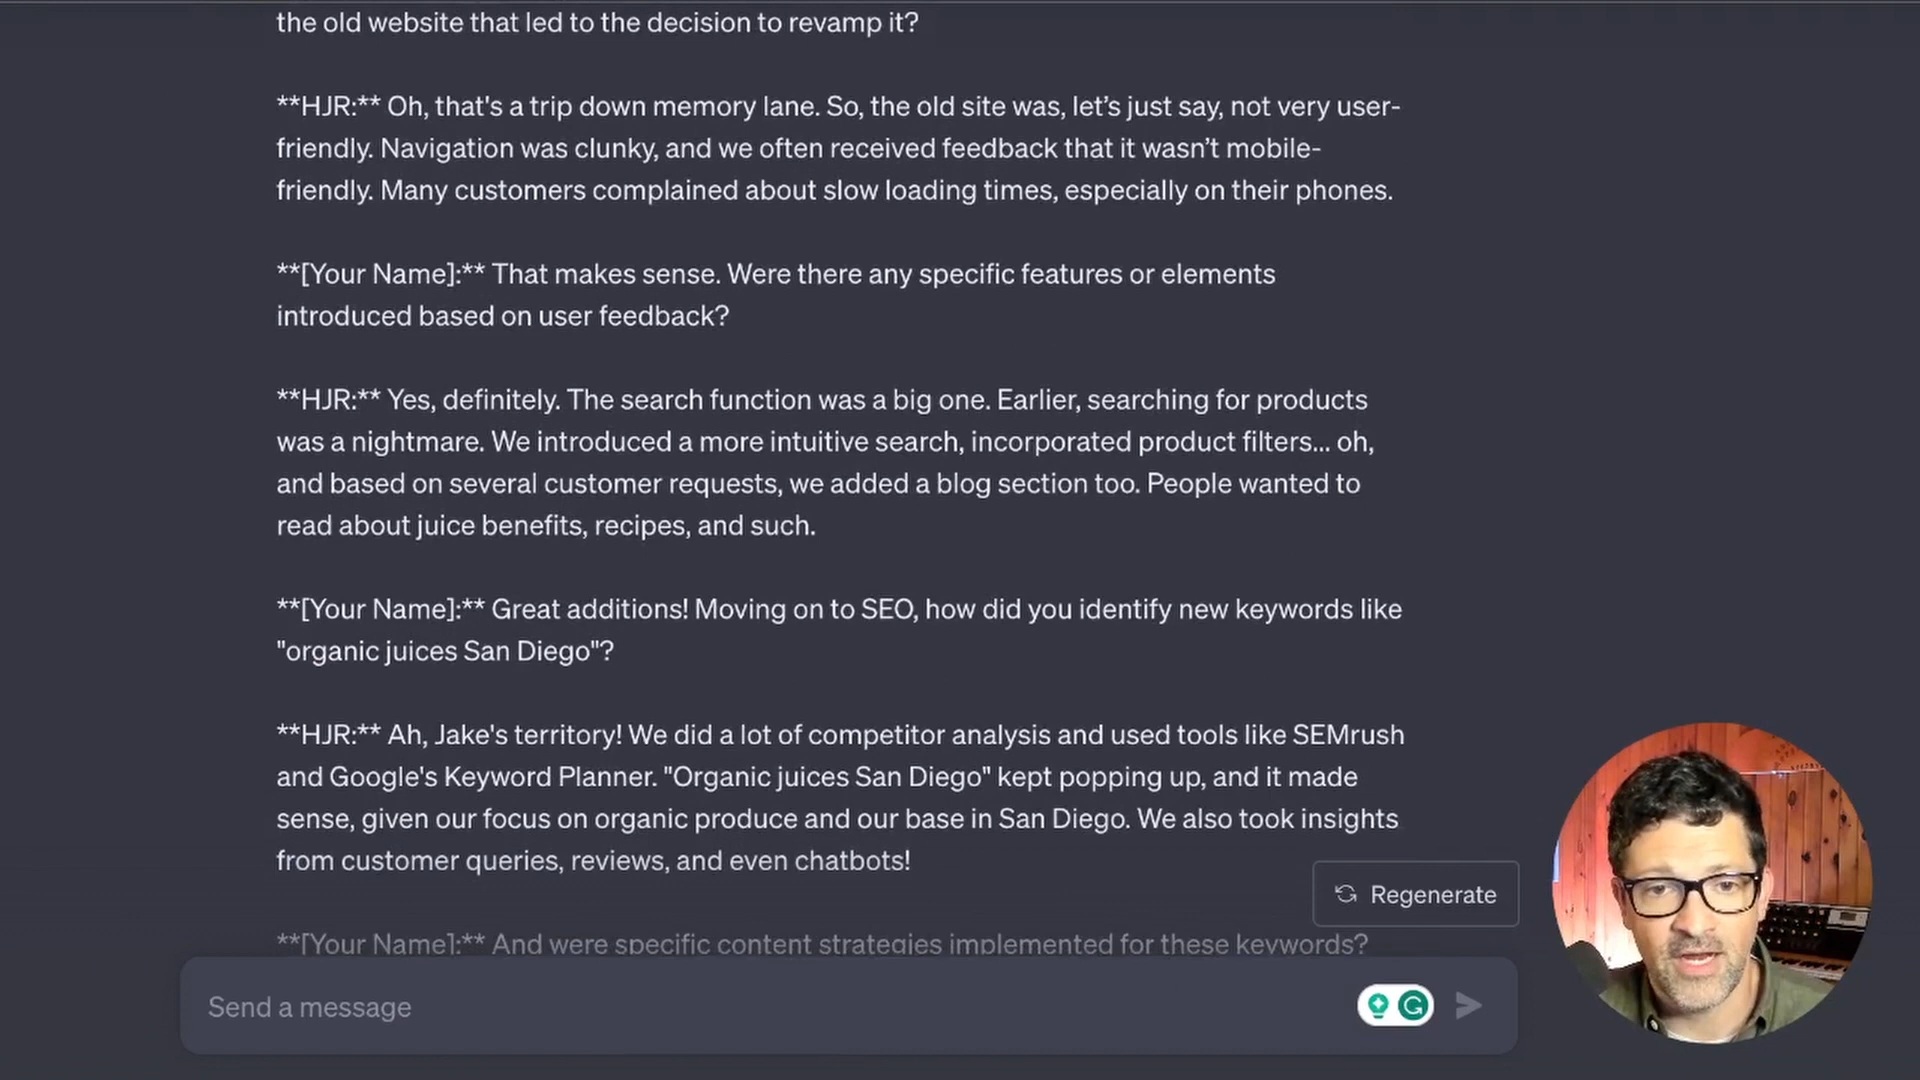 the old website that led to the decision to revamp it?
**HJR:** Oh, that's a trip down memory lane. So, the old site was, let’s just say, not very user-
friendly. Navigation was clunky, and we often received feedback that it wasn’t mobile-
friendly. Many customers complained about slow loading times, especially on their phones.
**[Your Name]:** That makes sense. Were there any specific features or elements
introduced based on user feedback?
**HJR:** Yes, definitely. The search function was a big one. Earlier, searching for products
was a nightmare. We introduced a more intuitive search, incorporated product filters... oh,
and based on several customer requests, we added a blog section too. People wanted to
read about juice benefits, recipes, and such.
**[Your Name]:** Great additions! Moving on to SEO, how did you identify new keywords like
"organic juices San Diego"?
**HJR:** Ah, Jake's territory! We did a lot of competitor analysis and used tools like SEMrush
and Google's Keyword Planner. "Organic juices San Diego" kept popping up, and it made
sense, given our focus on organic produce and our base in San Diego. We also took insights
from customer queries, reviews, and even chatbots!
Regenerate
**[Your Name]:** And were specific content strategies implemented for these keywords?
Send a message